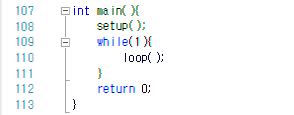 107 int main(){
108 setup();
109 while(1){
110 loop();
111 }
112 return 0;
113 }